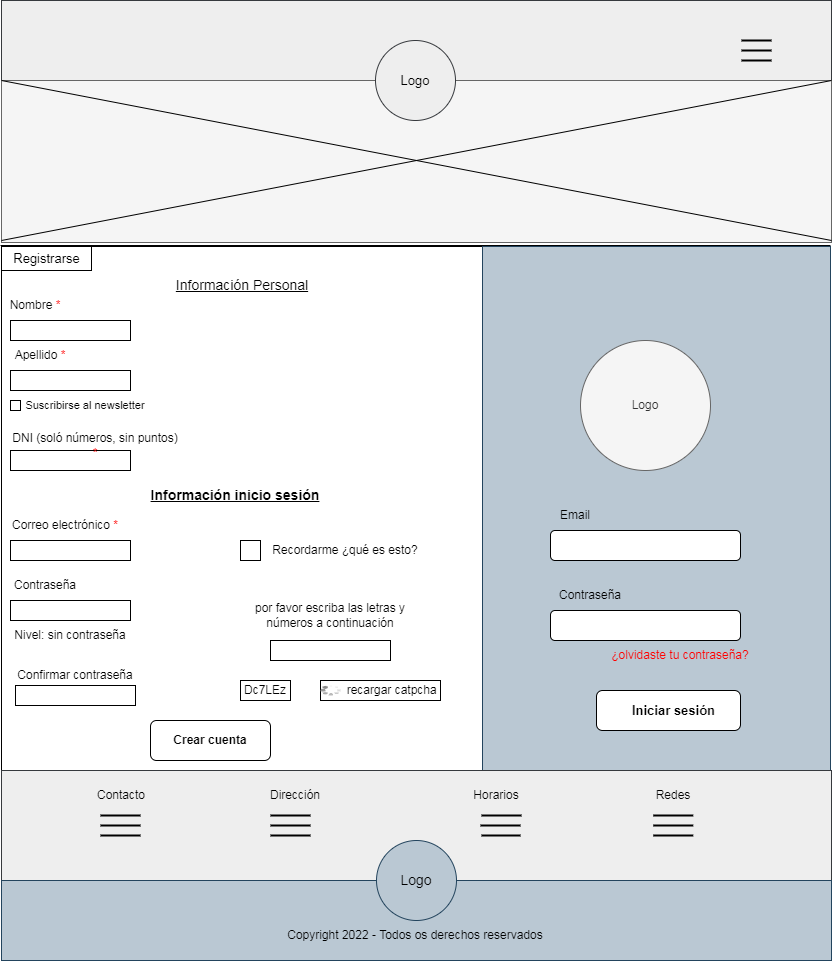 Logo
Registrarse
Información Personal
Nombre *
Apellido *
Suscribirse al newsletter
DNI (soló números, sin puntos)
*
Información inicio sesión
Correo electrónico *
Recordarme ¿qué es esto?
Contraseña
Nivel: sin contraseña
por favor escriba las letras y
números a continuación
Confirmar contraseña
Dc7LEz
recargar catpcha
Crear cuenta
Logo
Email
Contraseña
¿olvidaste tu contraseña?
Iniciar sesión
Contacto
Dirección
Horarios
Redes
Logo
Copyright 2022 - Todos os derechos reservados